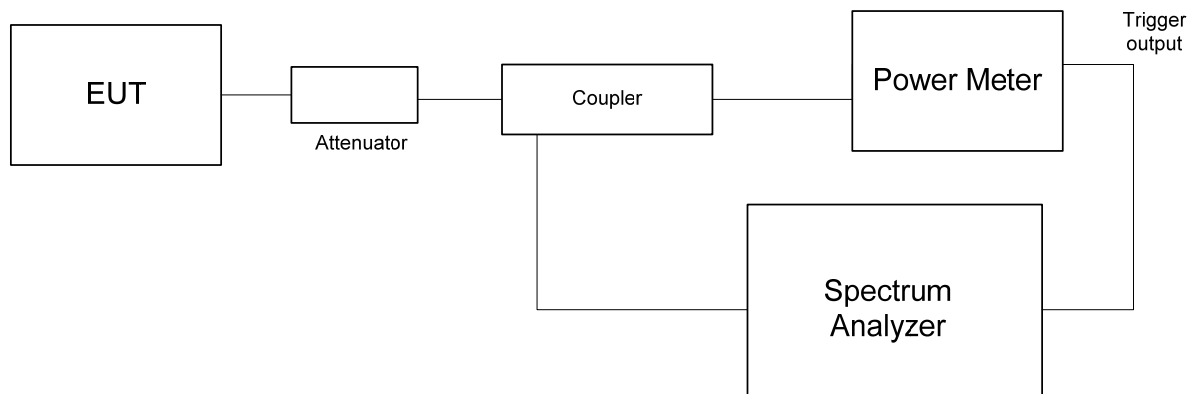 EUT
Attenuator
Coupler
Power Meter
Trigger
output
Spectrum
Analyzer